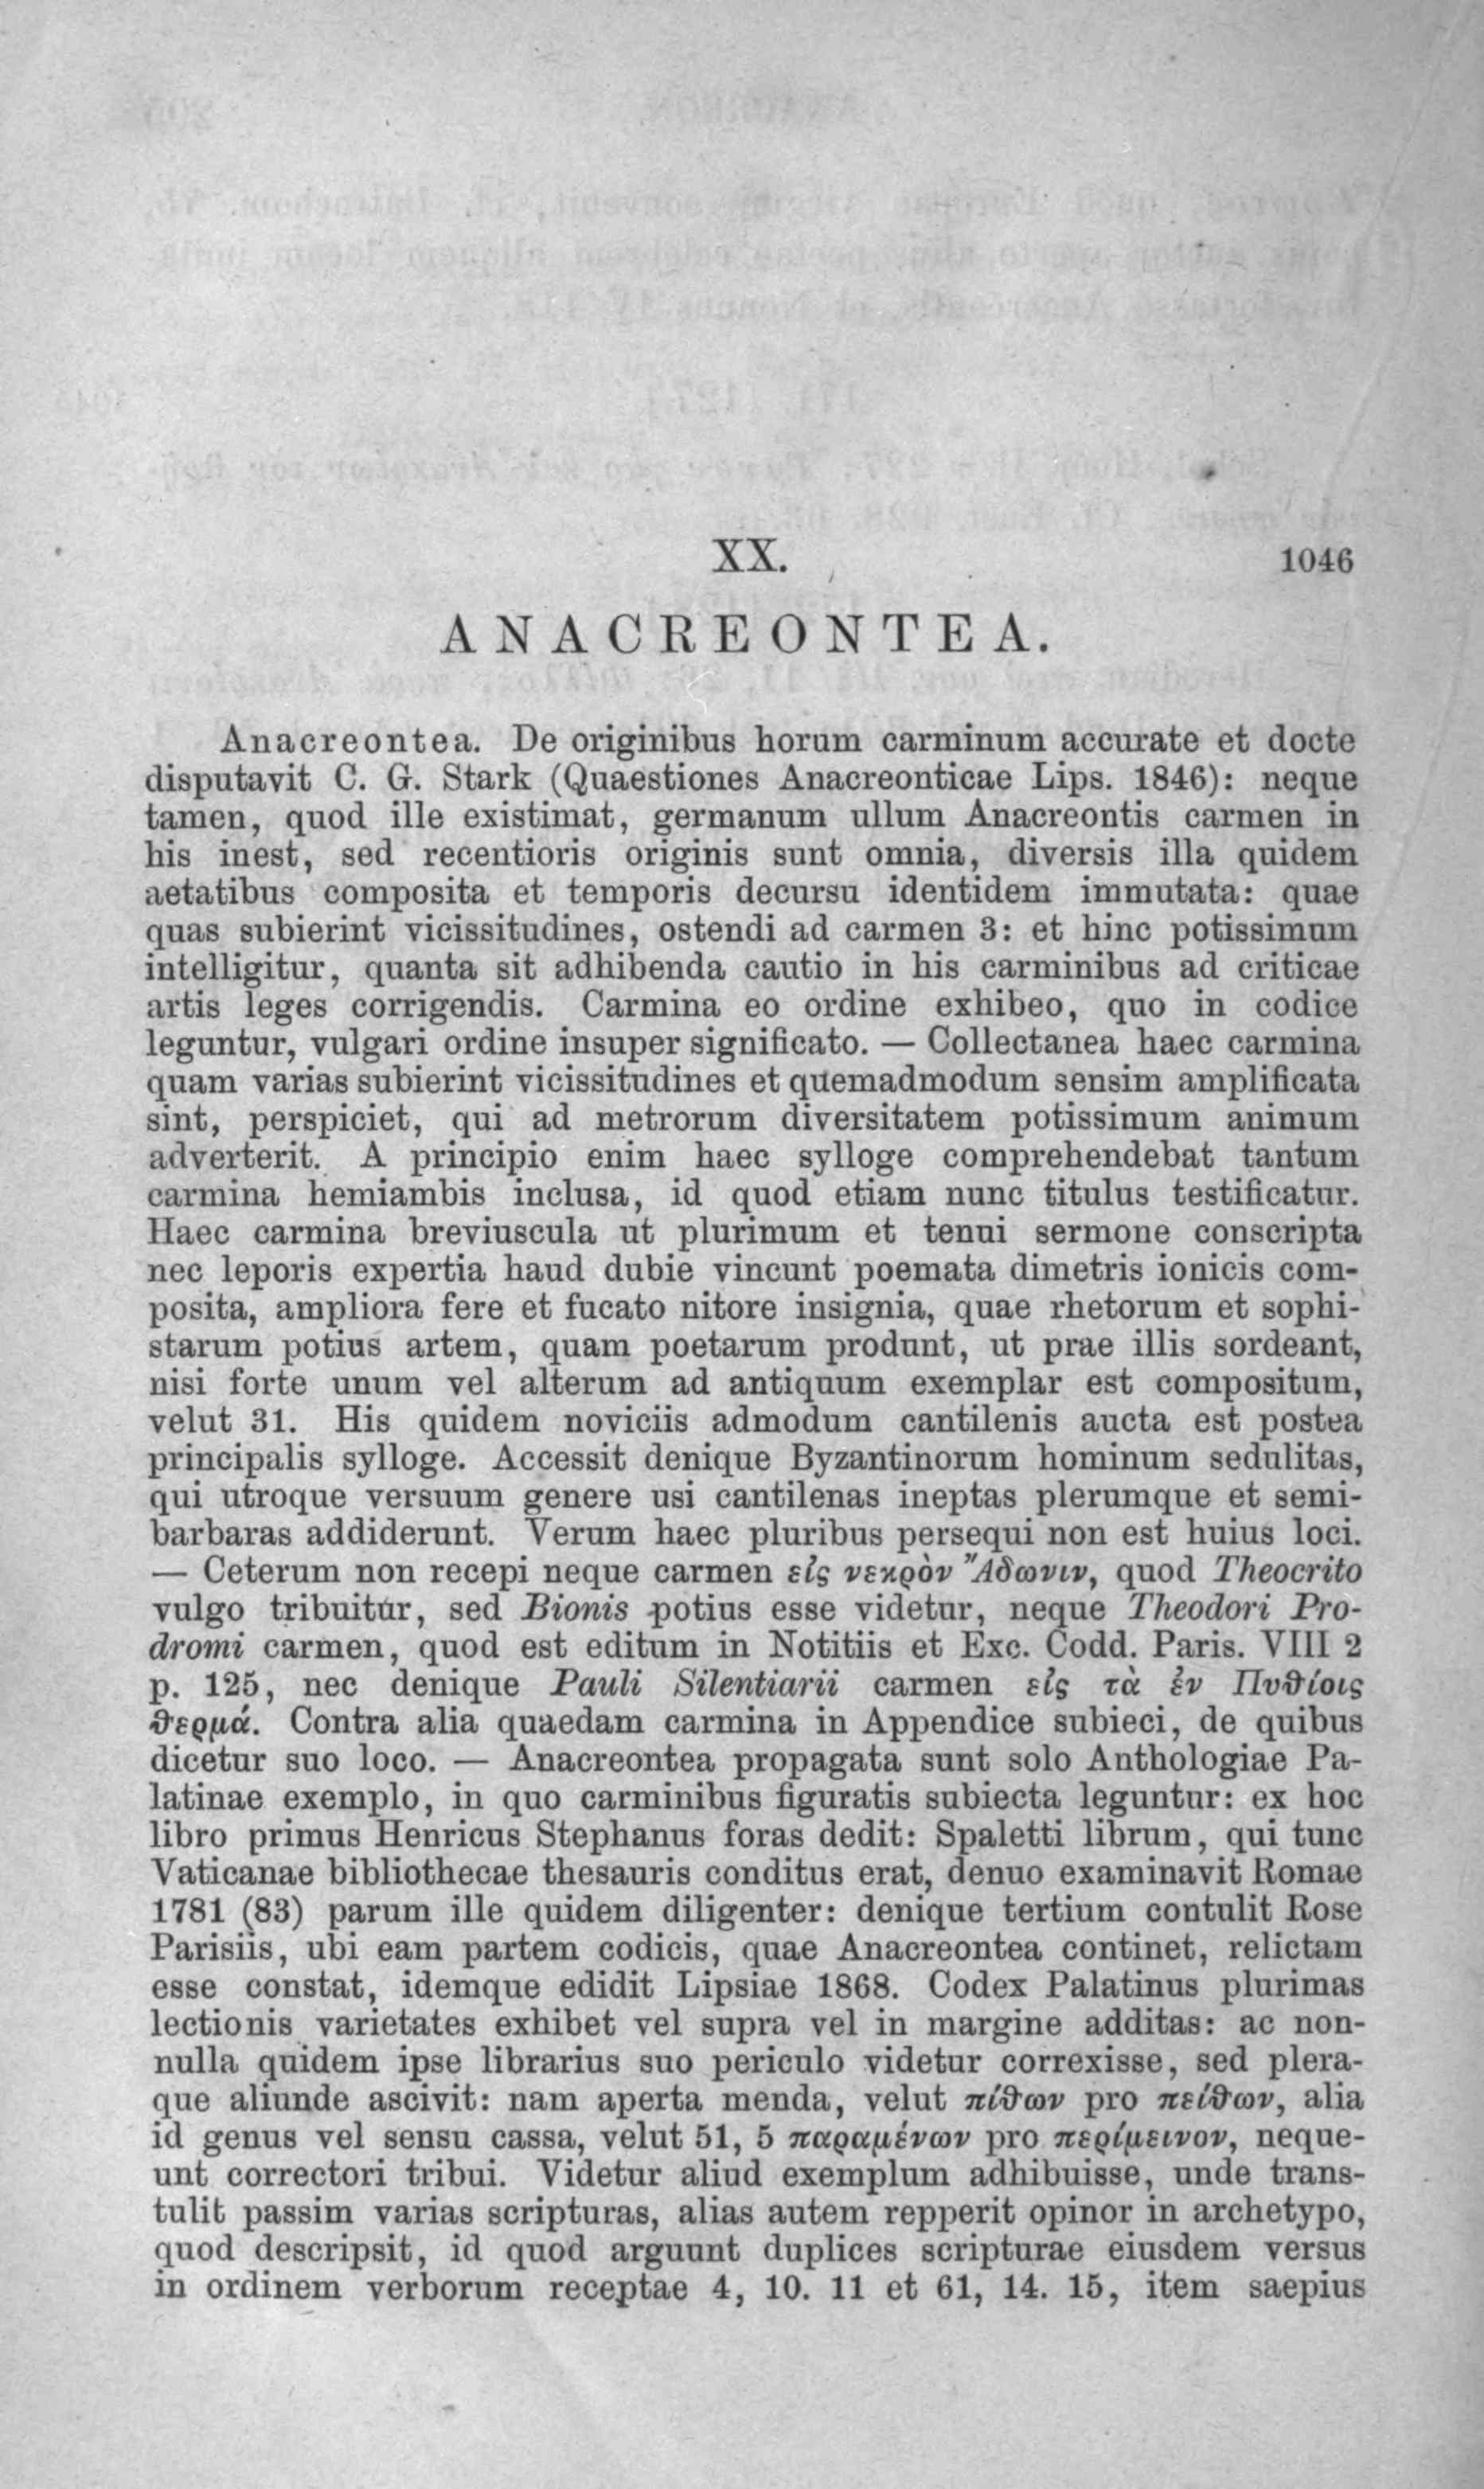 XX.
1046
ANACREONTEA.
Anacreontea. De originibus horum carminum accurate et docte
disputavit C. G. Stark (Quaestiones Anacreonticae Lips. 1846): neque
tamen, quod ille existimat, germanum ullum Anacreontis carmen in
his inest, sed recentioris originis sunt omnia, diversis illa quidem
aetatibus composita et temporis decursu identidem immutata: quae
quas subierint vicissitudines, ostendi ad carmen 3: et hinc potissimum
intelligitur, quanta sit adhibenda cautio in his carminibus ad criticae
artis leges corrigendis. Carmina eo ordine exhibeo, quo in codice
leguntur, vulgari ordine insuper significato. — Collectanea haec carmina
quam varias subierint vicissitudines et quemadmodum sensim amplificata
sint, perspiciet, qui ad metrorum diversitatem potissimum animum
adverterit. A principio enim haec sylloge comprehendebat tantum
carmina hemiambis inclusa, id quod etiam nunc titulus testificatur.
Haec carmina breviuscula ut plurimum et tenui sermone conscripta
nec leporis expertia haud dubie vincunt poemata dimetris ionicis com-
posita, ampliora fere et fucato nitore insignia, quae rhetorum et sophi-
starum potius artem, quam poetarum produnt, ut prae illis sordeant,
nisi forte unum vel alterum ad antiquum exemplar est compositum,
velut 31. His quidem noviciis admodum cantilenis aucta est postea
principalis sylloge. Accessit denique Byzantinorum hominum sedulitas,
qui utroque versuum genere usi cantilenas ineptas plerumque et semi-
barbaras addiderunt. Verum haec pluribus persequi non est huius loci.
— Ceterum non recepi neque carmen εἰς νεκρὸν Ἄδωνιν, quod Theocrito
vulgo tribuitur, sed Bionis potius esse videtur, neque Theodori Pro-
dromi carmen, quod est editum in Notitiis et Exc. Codd. Paris. VIII 2
p. 125, nec denique Pauli Silentiarii carmen εἰς τὰ ἐν Πυθίοις
θερμά. Contra alia quaedam carmina in Appendice subieci, de quibus
dicetur suo loco. — Anacreontea propagata sunt solo Anthologiae Pa-
latinae exemplo, in quo carminibus figuratis subiecta leguntur: ex hoc
libro primus Henricus Stephanus foras dedit: Spaletti librum, qui tunc
Vaticanae bibliothecae thesauris conditus erat, denuo examinavit Romae
1781 (83) parum ille quidem diligenter: denique tertium contulit Rose
Parisiis, ubi eam partem codicis, quae Anacreontea continet, relictam
esse constat, idemque edidit Lipsiae 1868. Codex Palatinus plurimas
lectionis varietates exhibet vel supra vel in margine additas: ac non-
nulla quidem ipse librarius suo periculo videtur correxisse, sed plera-
que aliunde ascivit: nam aperta menda, velut πίθων pro πείθων, alia
id genus vel sensu cassa, velut 51, 5 παραμένων pro περίμεινον, neque-
unt correctori tribui. Videtur aliud exemplum adhibuisse, unde trans-
tulit passim varias scripturas, alias autem repperit opinor in archetypo,
quod descripsit, id quod arguunt duplices scripturae eiusdem versus
in ordinem verborum receptae 4, 10. 11 et 61, 14. 15, item saepius